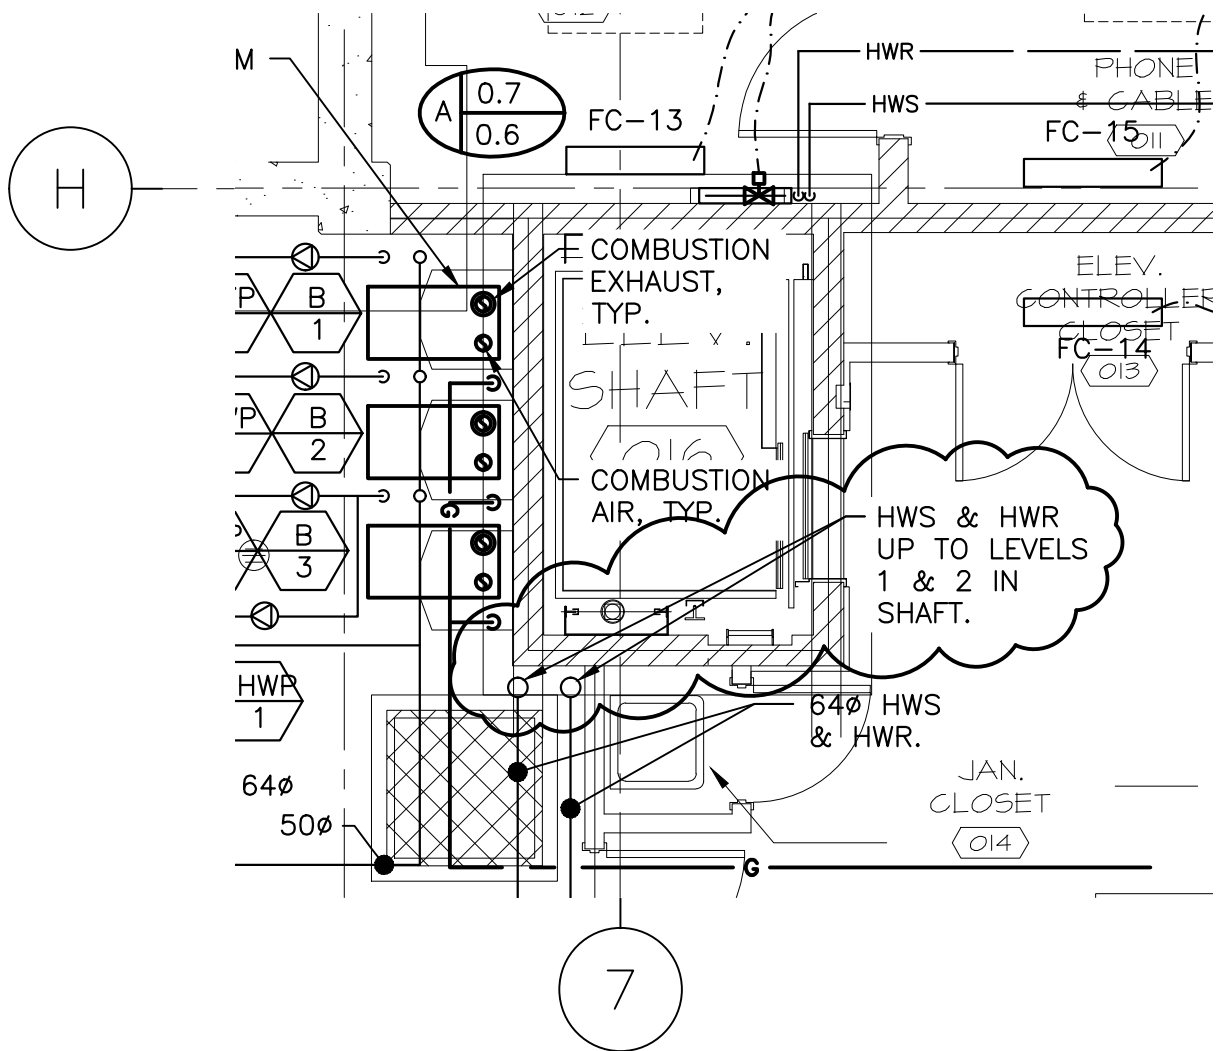 M
A
0.7
0.6
FC-13
HWR
HWS
PHONE
& CABLE
011
FC-15
H
B
1
COMBUSTION
EXHAUST,
TYP.
ELEV.
CONTROLLER
CLOSET
FC-14
013
SHAFT
016
B
2
COMBUSTION
AIR, TYP.
G
B
3
HWS & HWR
UP TO LEVELS
1 & 2 IN
SHAFT.
HWP
1
64ø HWS
& HWR.
64ø
50ø
JAN.
CLOSET
014
G
7